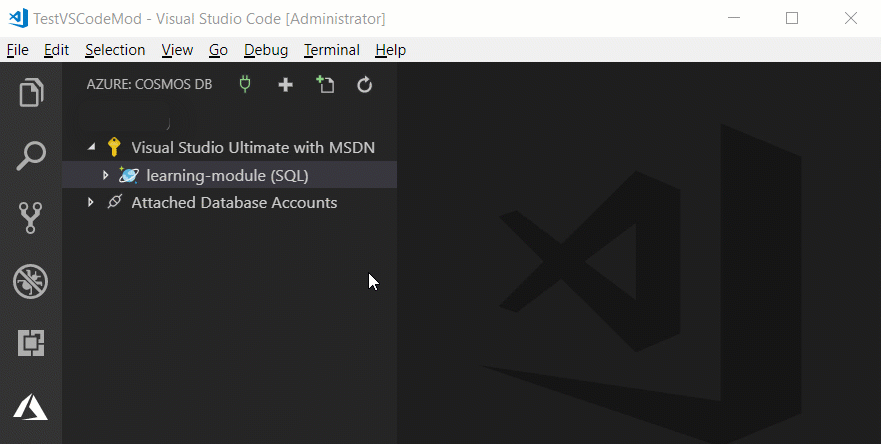 TestVSCodeMod - Visual Studio Code [Administrator]
File Edit Selection View Go Debug Terminal Help
AZURE: COSMOS DB
Visual Studio Ultimate with MSDN
learning-module (SQL)
Attached Database Accounts